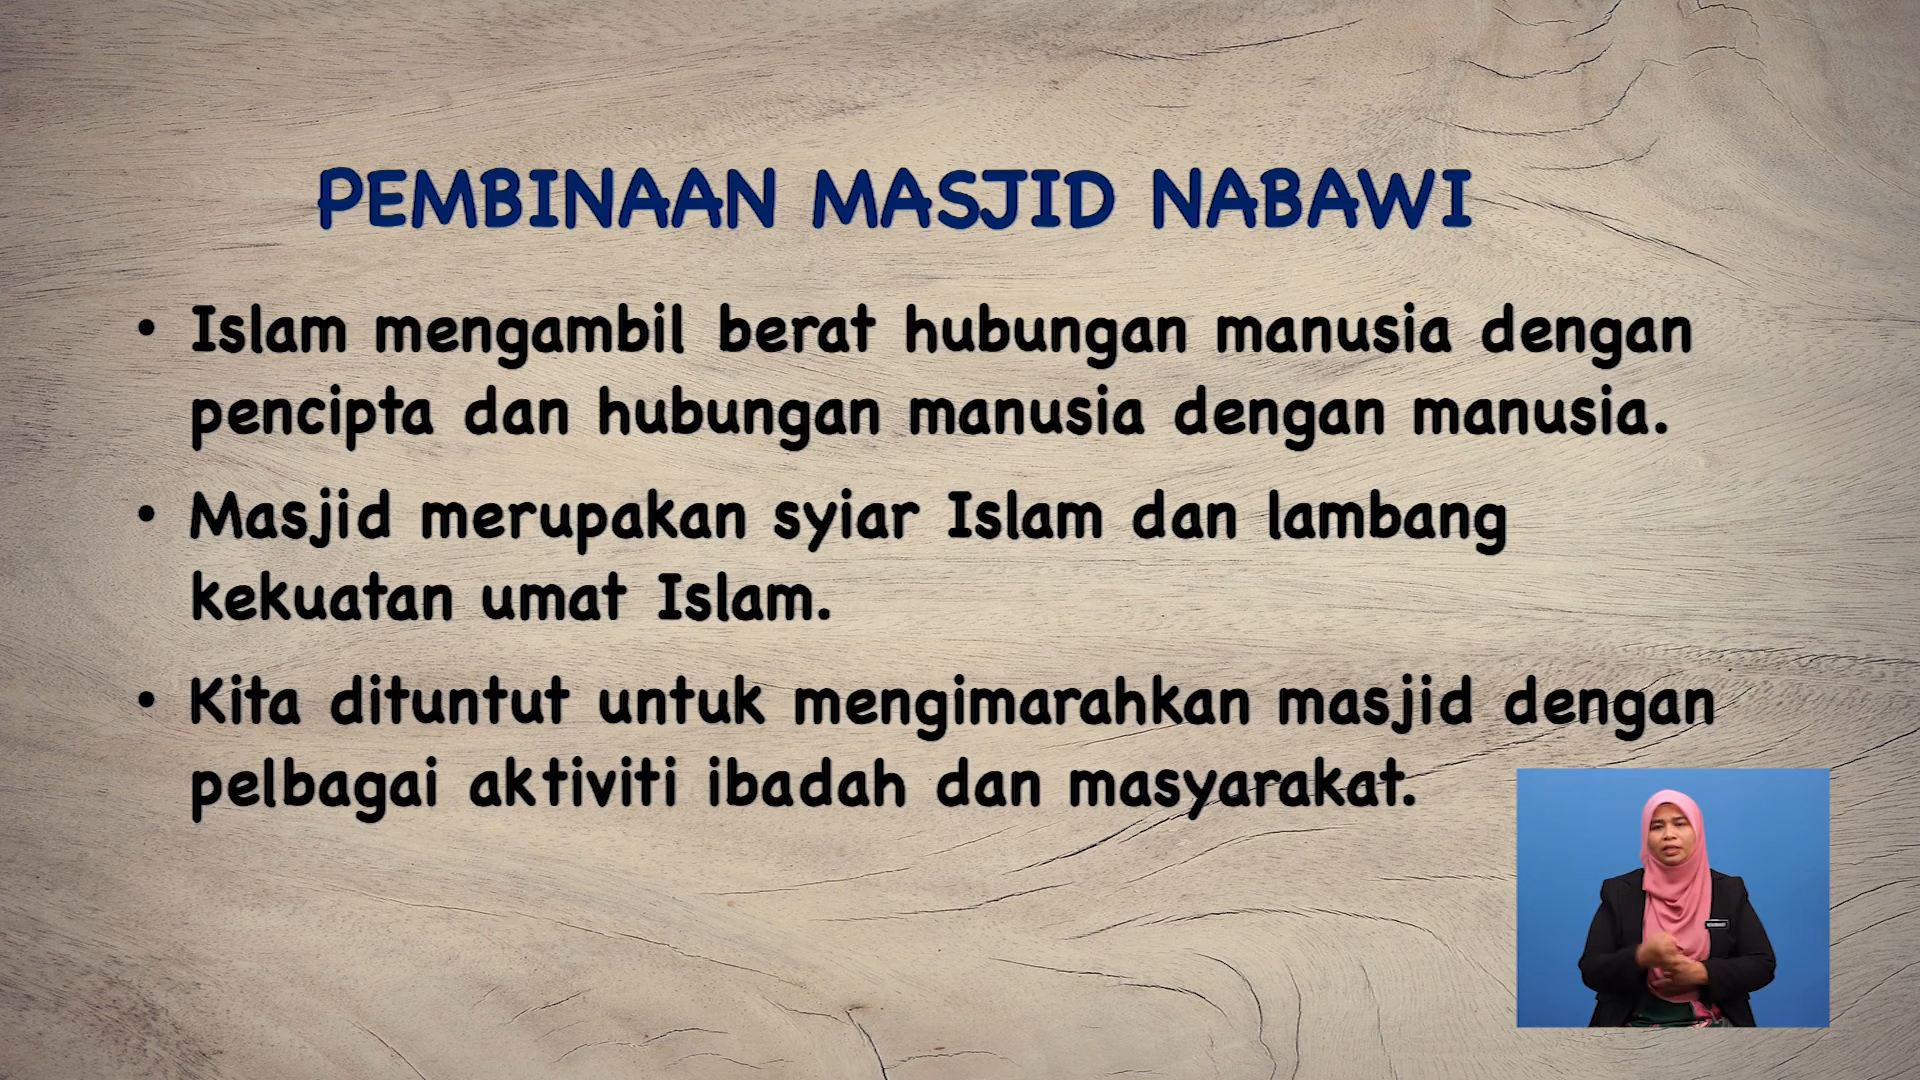 PEMBINAAN MASJID NABAWI
• Islam mengambil berat hubungan manusia dengan
pencipta dan hubungan manusia dengan manusia.
• Masjid merupakan syiar Islam dan lambang
kekuatan umat Islam.
• Kita dituntut untuk mengimarahkan masjid dengan
pelbagai aktiviti ibadah dan masyarakat.